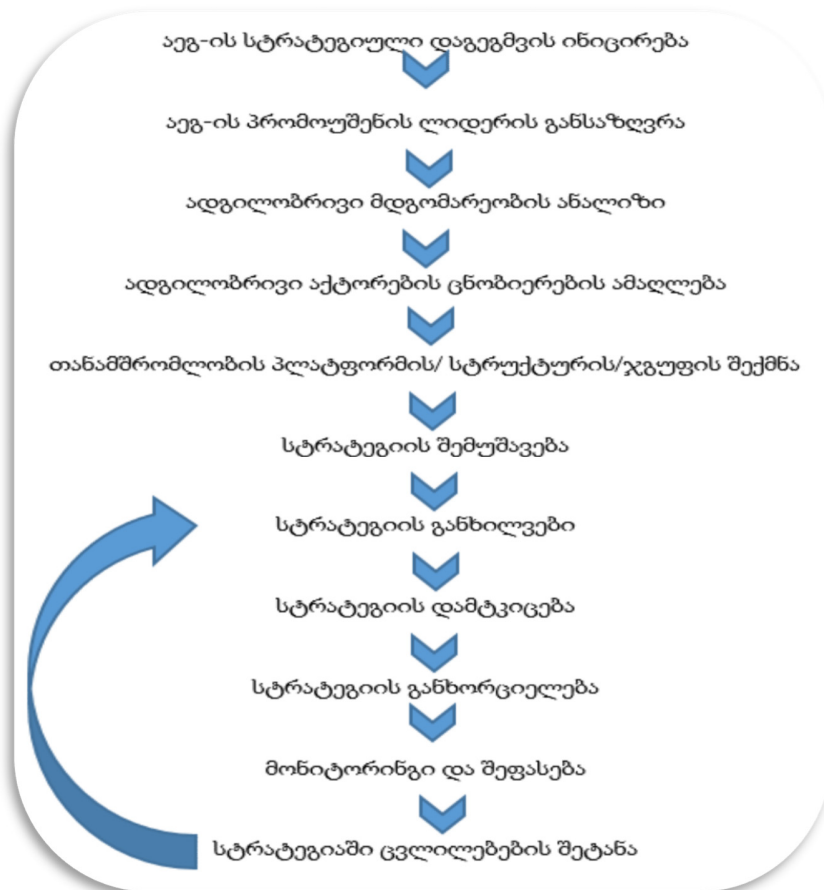 აეგ-ის სტრატეგიული დაგეგმვის ინიცირება
აეგ-ის პრომოუშენის ლიდერის განსაზღვრა
ადგილობრივი მდგომარეობის ანალიზი
ადგილობრივი აქტორების ცნობიერების ამაღლება
თანამშრომლობის პლატფორმის/ სტრუქტურის/ჯგუფის შექმნა
სტრატეგიის შემუშავება
სტრატეგიის განხილვები
სტრატეგიის დამტკიცება
სტრატეგიის განხორციელება
მონიტორინგი და შეფასება
სტრატეგიაში ცვლილებების შეტანა